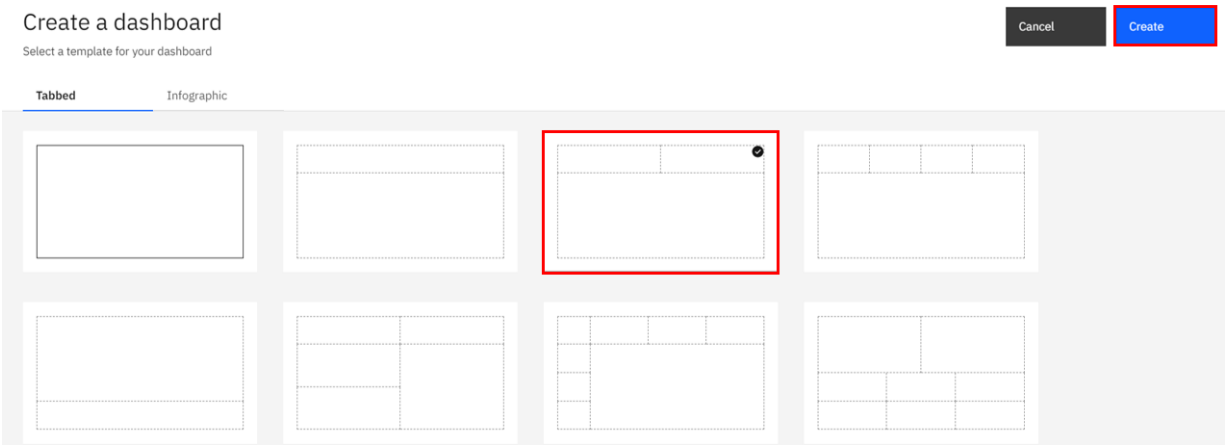 Create a dashboard
Cancel
Create
Select a template for your dashboard
Tabbed
Infographic